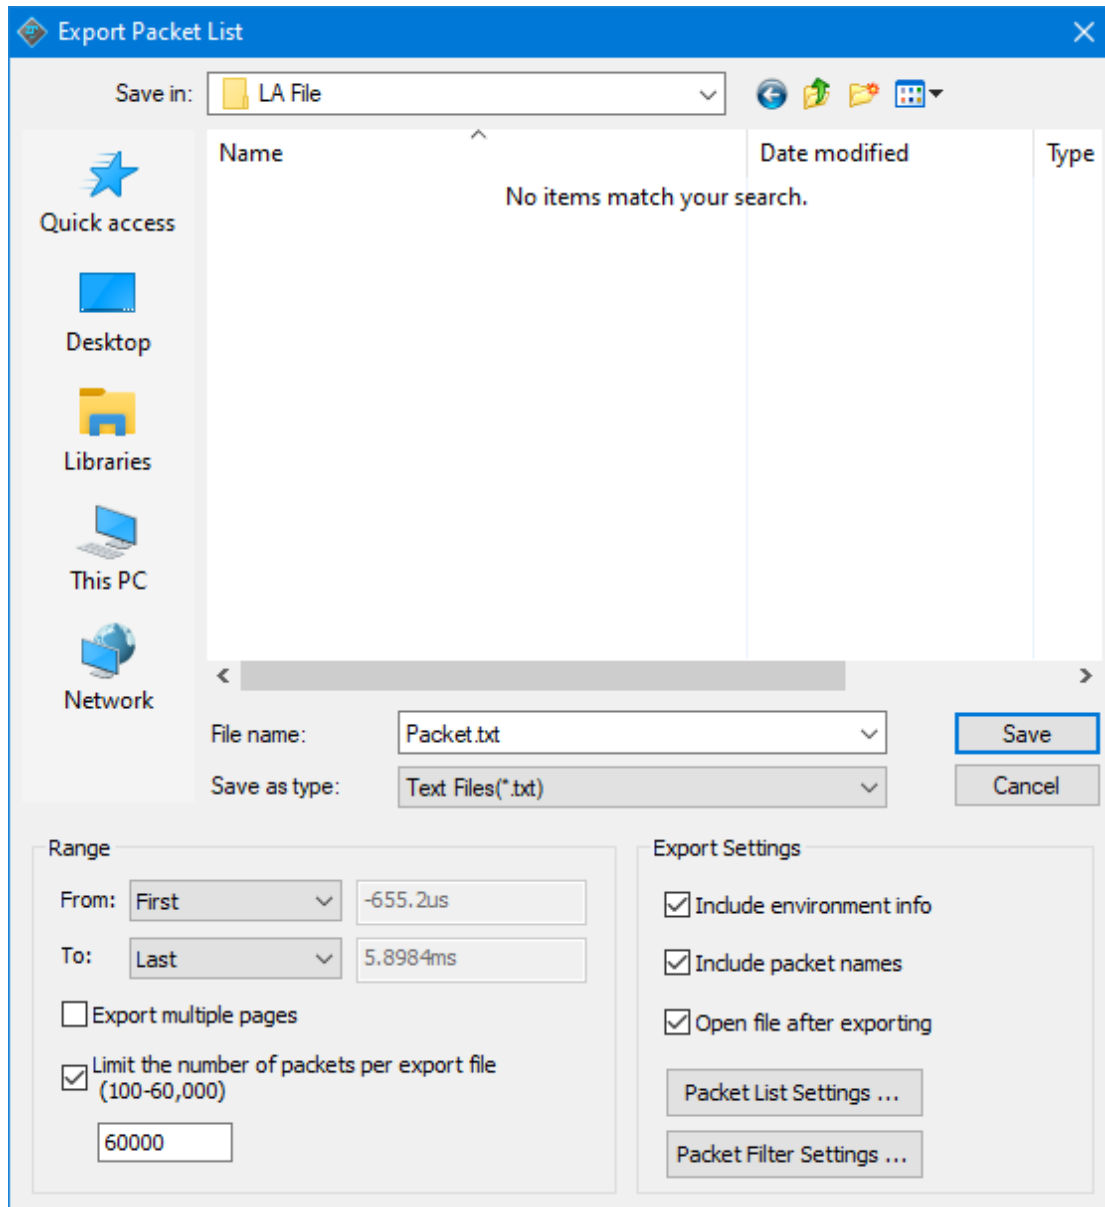 Export Packet List
Save in: LA File
Name Date modified Type
No items match your search.
Quick access
Desktop
Libraries
This PC
Network
File name: Packet.txt Save
Save as type: Text Files(*.txt) Cancel
Range
From: First -655.2us
To: Last 5.8984ms
Export multiple pages
Limit the number of packets per export file
(100-60,000)
60000
Export Settings
Include environment info
Include packet names
Open file after exporting
Packet List Settings ...
Packet Filter Settings ...